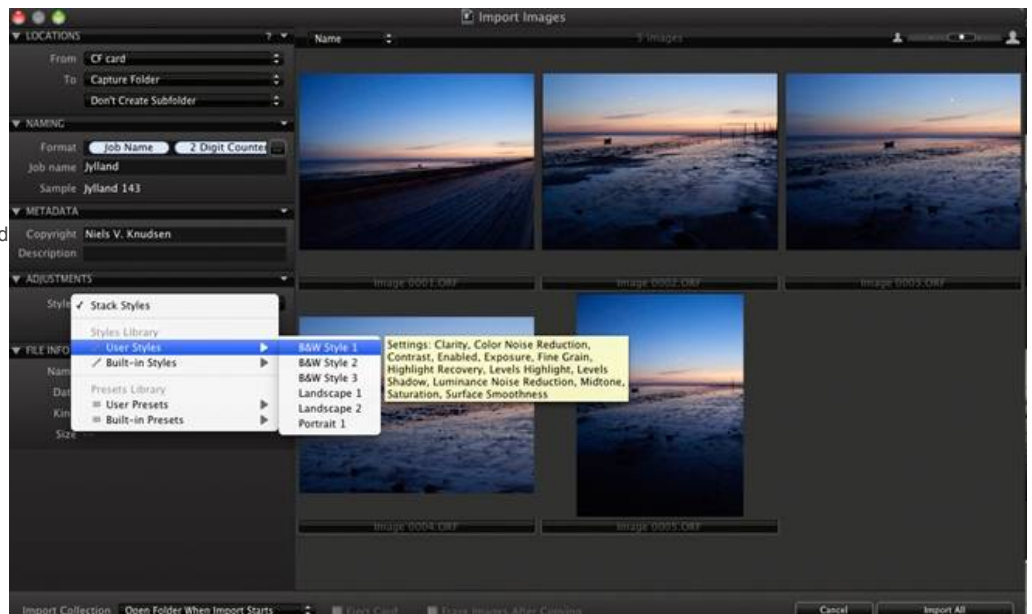 Import Images
LOCATIONS ?
From CF card
To Capture Folder
Don't Create Subfolder
NAMING
Format Job Name 2 Digit Counter
Job name Jylland
Sample Jylland 143
METADATA
Copyright Niels V. Knudsen
Description
ADJUSTMENTS
Style
✓ Stack Styles
Styles Library
User Styles
Built-in Styles
Presets Library
User Presets
Built-in Presets
B&W Style 1
B&W Style 2
B&W Style 3
Landscape 1
Landscape 2
Portrait 1
Settings: Clarity, Color Noise Reduction,
Contrast, Enabled, Exposure, Fine Grain,
Highlight Recovery, Levels Highlight, Levels
Shadow, Luminance Noise Reduction, Midtone,
Saturation, Surface Smoothness
FILE INFO
Nam
Dat
Kin
Size
Name
5 images
Image 0001.ORF
Image 0002.ORF
Image 0003.ORF
Image 0004.ORF
Image 0005.ORF
Import Collection Open Folder When Import Starts
Eject Card
Erase Images After Copying
Cancel
Import All
d